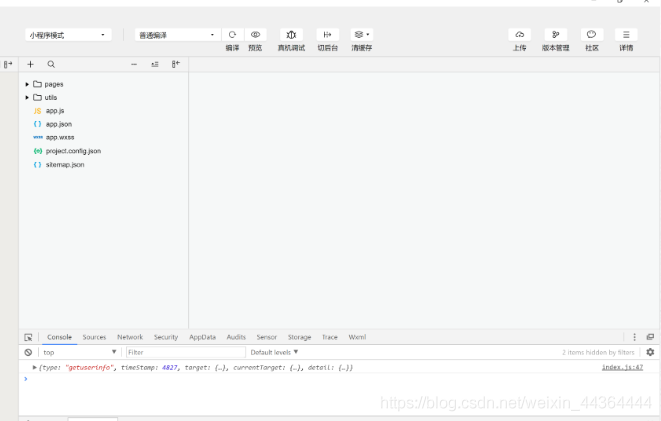 小程序模式 普通编译
编译 预览 真机调试 切后台 清缓存 上传 版本管理 社区 详情
pages
utils
JS app.js
{ } app.json
wxss app.wxss
{o} project.config.json
{ } sitemap.json
Console Sources Network Security AppData Audits Sensor Storage Trace Wxml
top Filter Default levels 2 items hidden by filters
{type: "getuserinfo", timeStamp: 4827, target: {…}, currentTarget: {…}, detail: {…}} index.js:47
https://blog.csdn.net/weixin_44364444